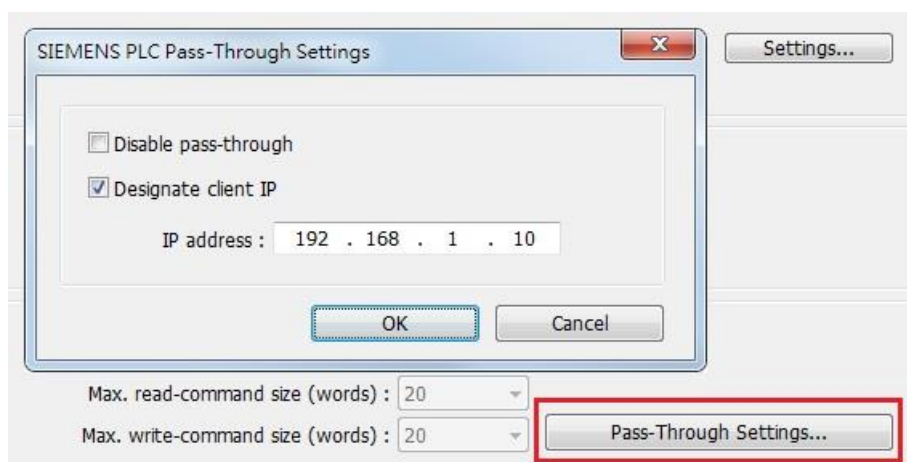 SIEMENS PLC Pass-Through Settings
Settings...
Disable pass-through
Designate client IP
IP address : 192 . 168 . 1 . 10
OK Cancel
Max. read-command size (words) : 20
Max. write-command size (words) : 20
Pass-Through Settings...